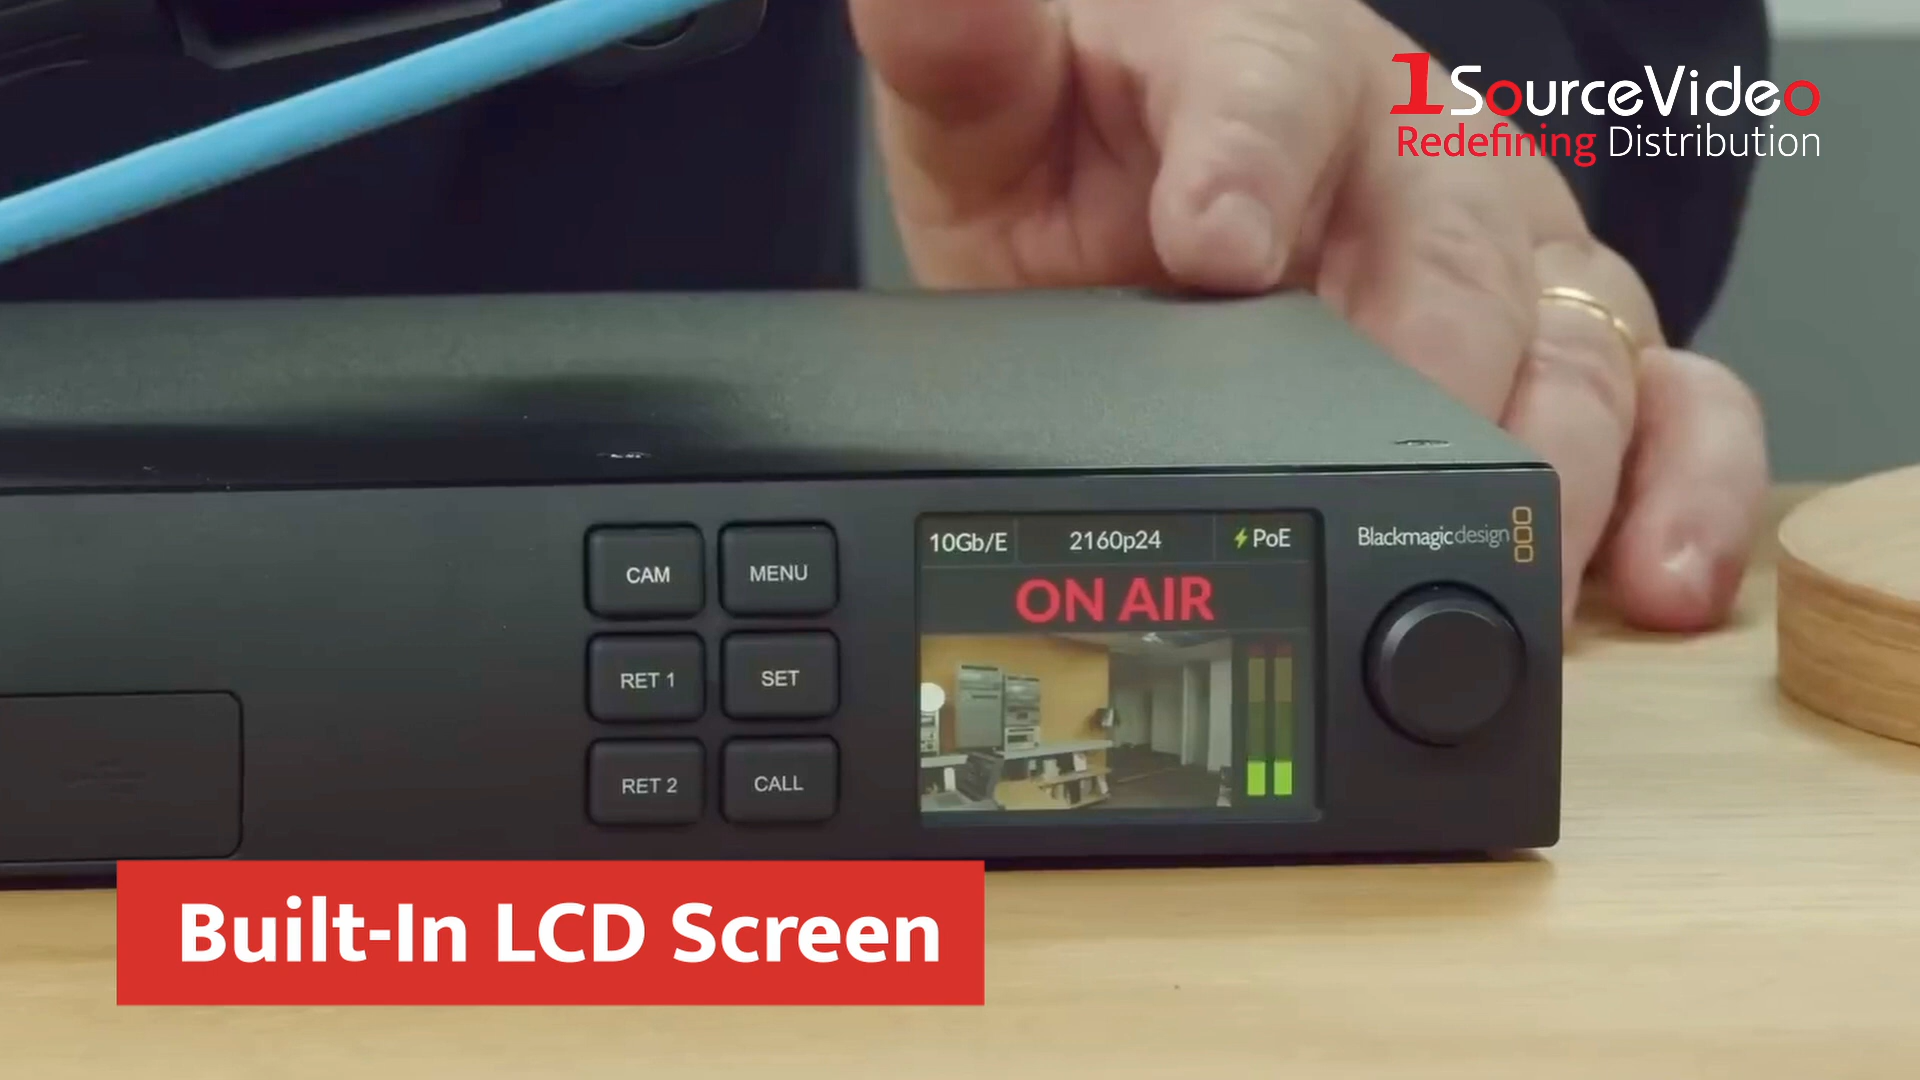 1SourceVideo
Redefining Distribution
CAM
MENU
RET 1
SET
RET 2
CALL
10Gb/E
2160p24
PoE
ON AIR
Blackmagicdesign
Built-In LCD Screen